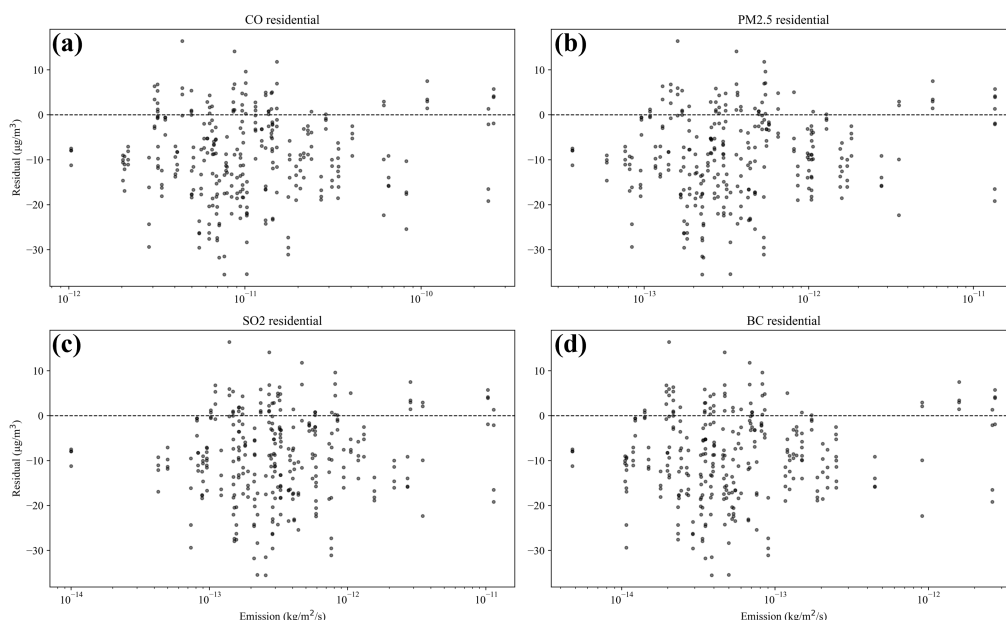 CO residential
(a)
10
0
−10
−20
−30
Residual (μg/m³)
10⁻¹²
10⁻¹¹
10⁻¹⁰
PM2.5 residential
(b)
10
0
−10
−20
−30
10⁻¹³
10⁻¹²
10⁻¹¹
SO2 residential
(c)
10
0
−10
−20
−30
Residual (μg/m³)
10⁻¹⁴
10⁻¹³
10⁻¹²
10⁻¹¹
Emission (kg/m²/s)
BC residential
(d)
10
0
−10
−20
−30
10⁻¹⁴
10⁻¹³
10⁻¹²
Emission (kg/m²/s)